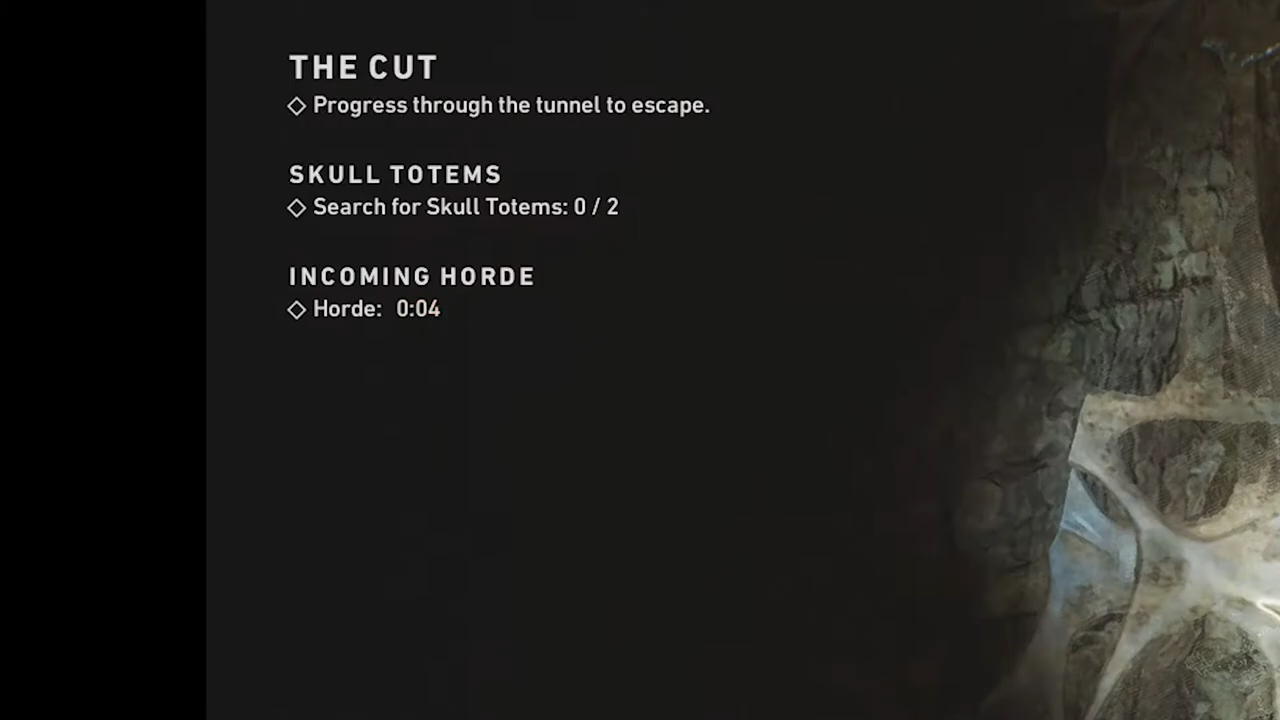 THE CUT
◇ Progress through the tunnel to escape.
SKULL TOTEMS
◇ Search for Skull Totems: 0 / 2
INCOMING HORDE
◇ Horde: 0:04